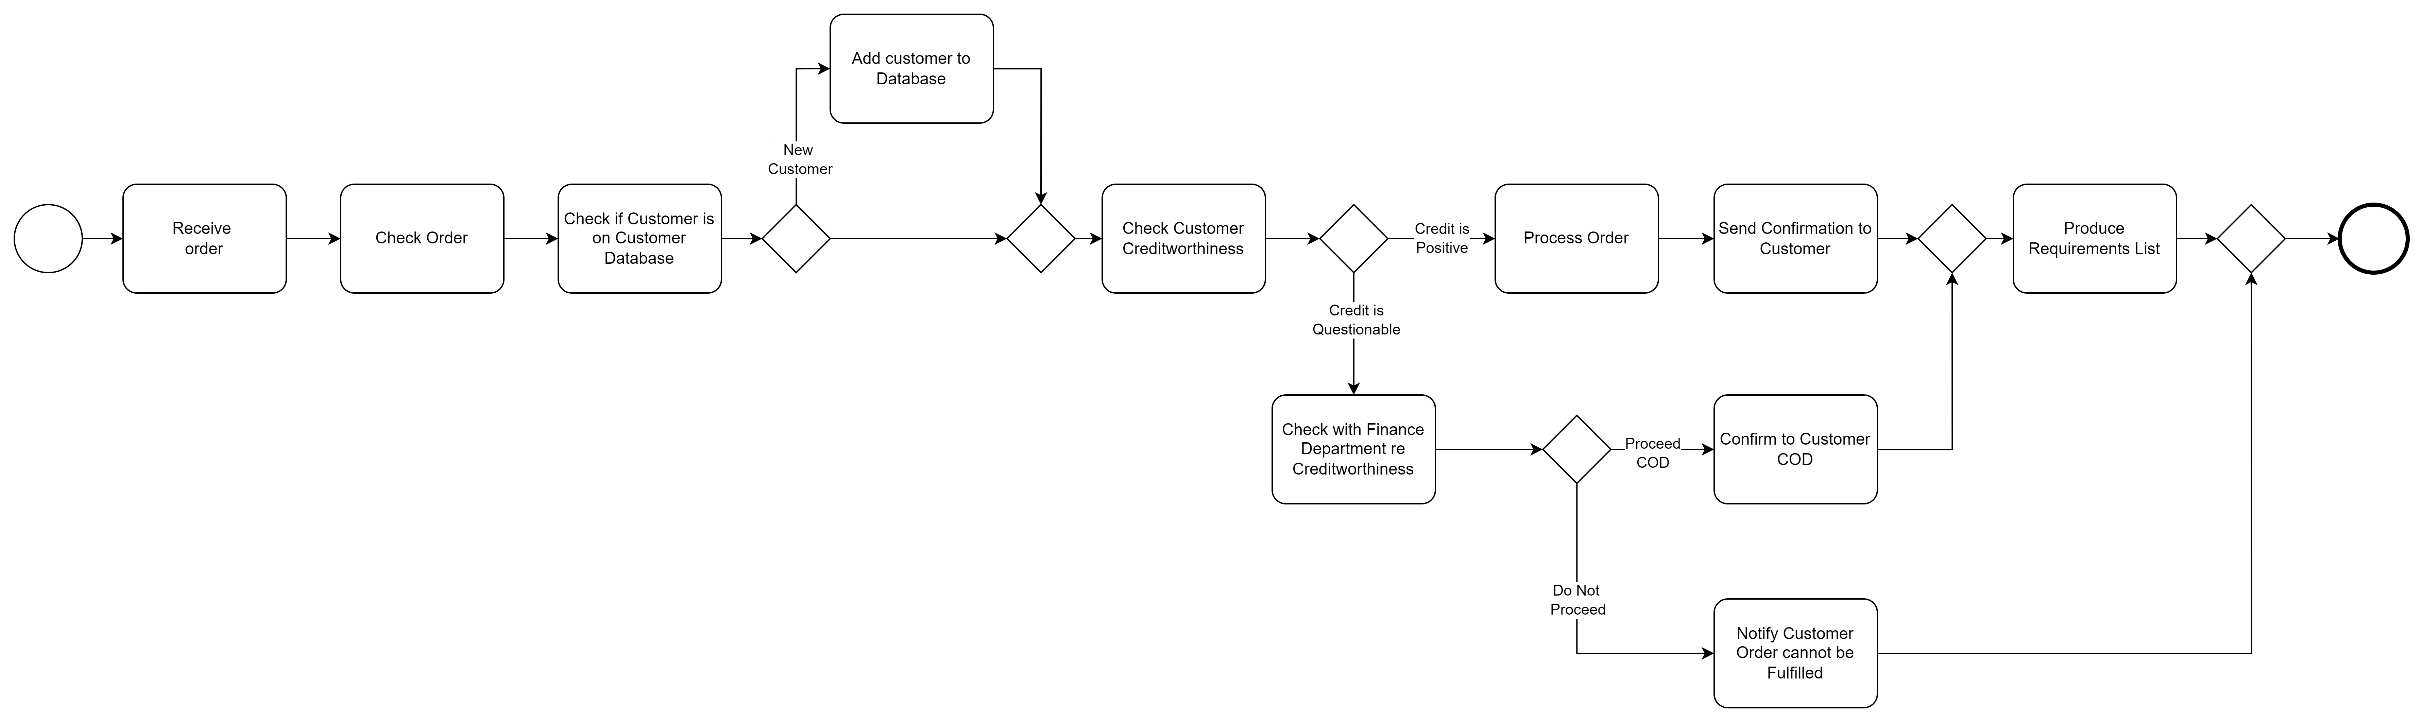 Add customer to
Database
New
Customer
Receive
order
Check Order
Check if Customer is
on Customer
Database
Check Customer
Creditworthiness
Credit is
Positive
Process Order
Send Confirmation to
Customer
Produce
Requirements List
Credit is
Questionable
Check with Finance
Department re
Creditworthiness
Proceed
COD
Confirm to Customer
COD
Do Not
Proceed
Notify Customer
Order cannot be
Fulfilled